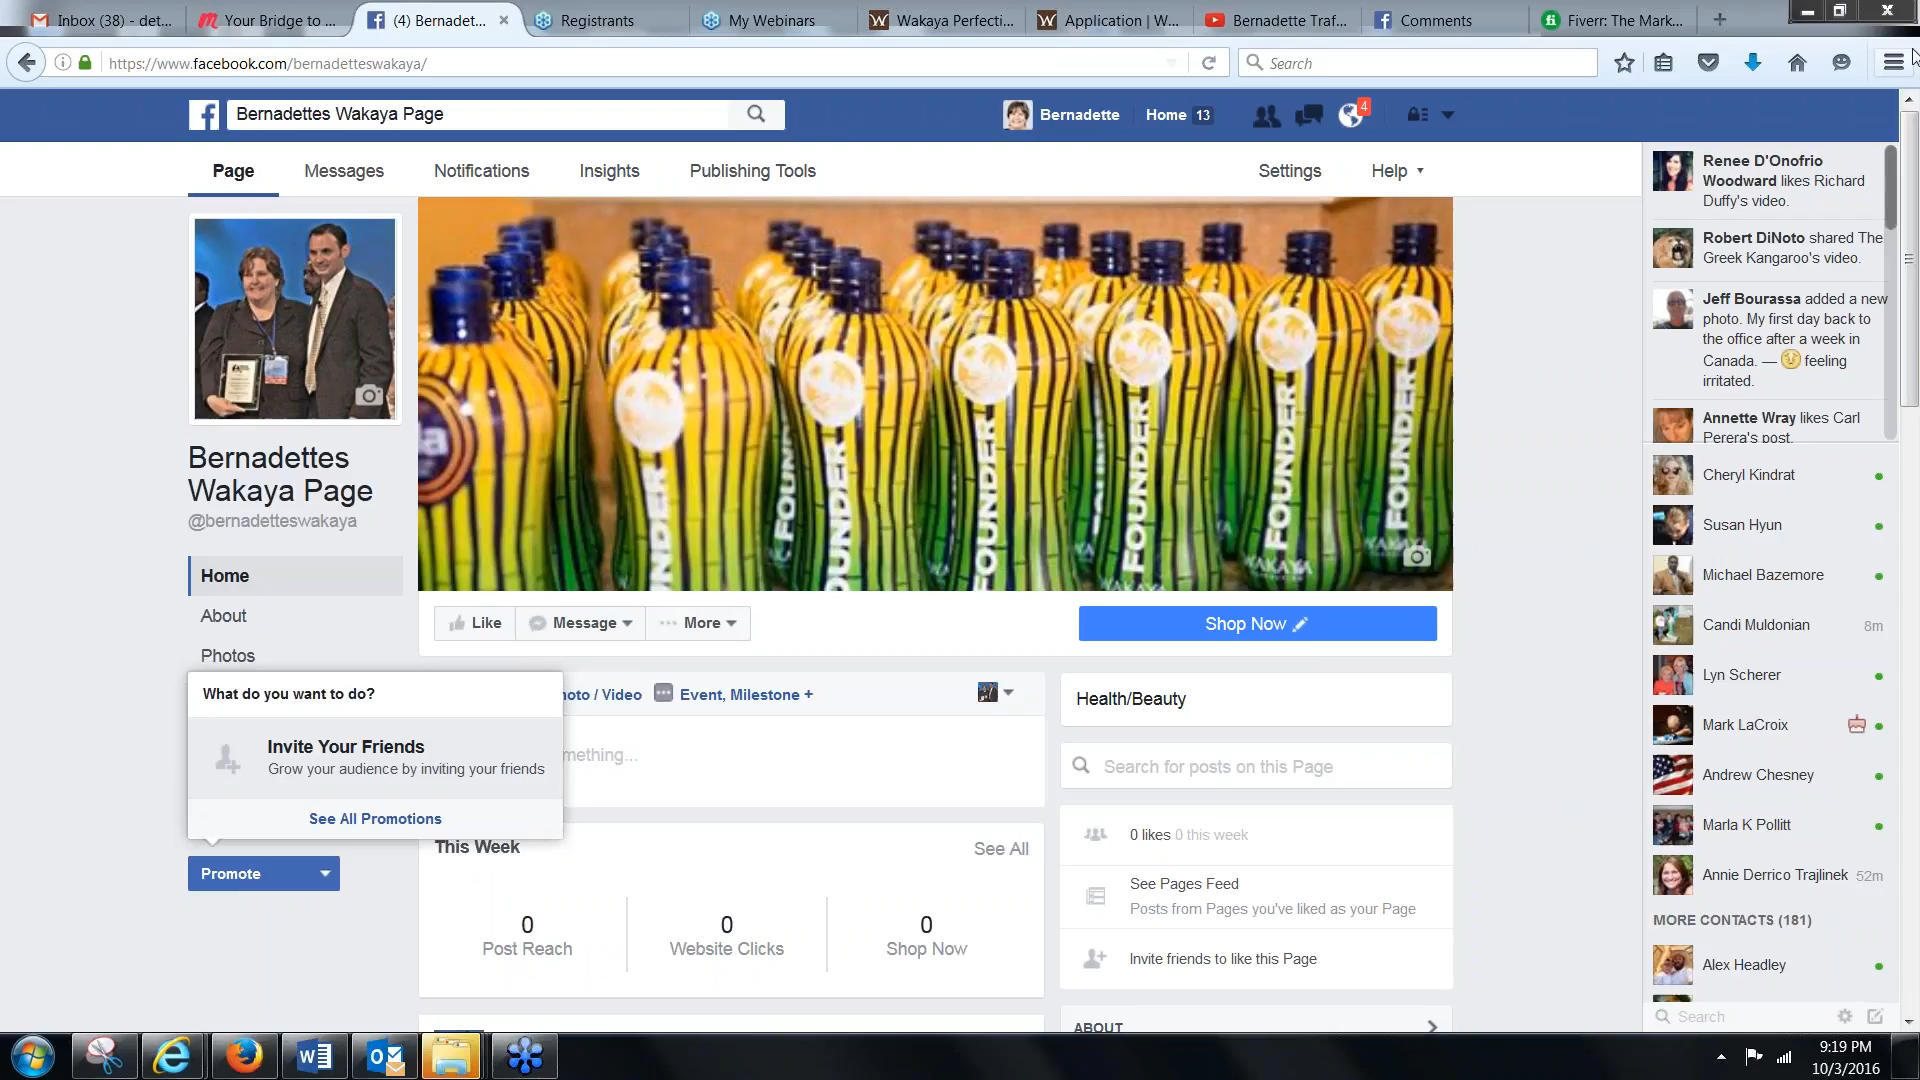 Inbox (38) - det...
Your Bridge to ...
(4) Bernadet...
Registrants
My Webinars
Wakaya Perfecti...
Application | W...
Bernadette Traf...
Comments
Fiverr: The Mark...
https://www.facebook.com/bernadetteswakaya/
Search
Bernadettes Wakaya Page
Bernadette
Home 13
4
Page
Messages
Notifications
Insights
Publishing Tools
Settings
Help
Bernadettes
Wakaya Page
@bernadetteswakaya
Home
About
Photos
What do you want to do?
Invite Your Friends
Grow your audience by inviting your friends
See All Promotions
Promote
FOUNDER
FOUNDER
FOUNDER
FOUNDER
FOUNDER
FOUNDER
WAKAYA
Like
Message
More
Shop Now
oto / Video
Event, Milestone +
mething...
This Week
See All
0
Post Reach
0
Website Clicks
0
Shop Now
Health/Beauty
Search for posts on this Page
0 likes 0 this week
See Pages Feed
Posts from Pages you've liked as your Page
Invite friends to like this Page
ABOUT
Renee D'Onofrio
Woodward likes Richard
Duffy's video.
Robert DiNoto shared The
Greek Kangaroo's video.
Jeff Bourassa added a new
photo. My first day back to
the office after a week in
Canada. — feeling
irritated.
Annette Wray likes Carl
Perera's post.
Cheryl Kindrat
Susan Hyun
Michael Bazemore
Candi Muldonian 8m
Lyn Scherer
Mark LaCroix
Andrew Chesney
Marla K Pollitt
Annie Derrico Trajlinek 52m
MORE CONTACTS (181)
Alex Headley
Search
9:19 PM
10/3/2016